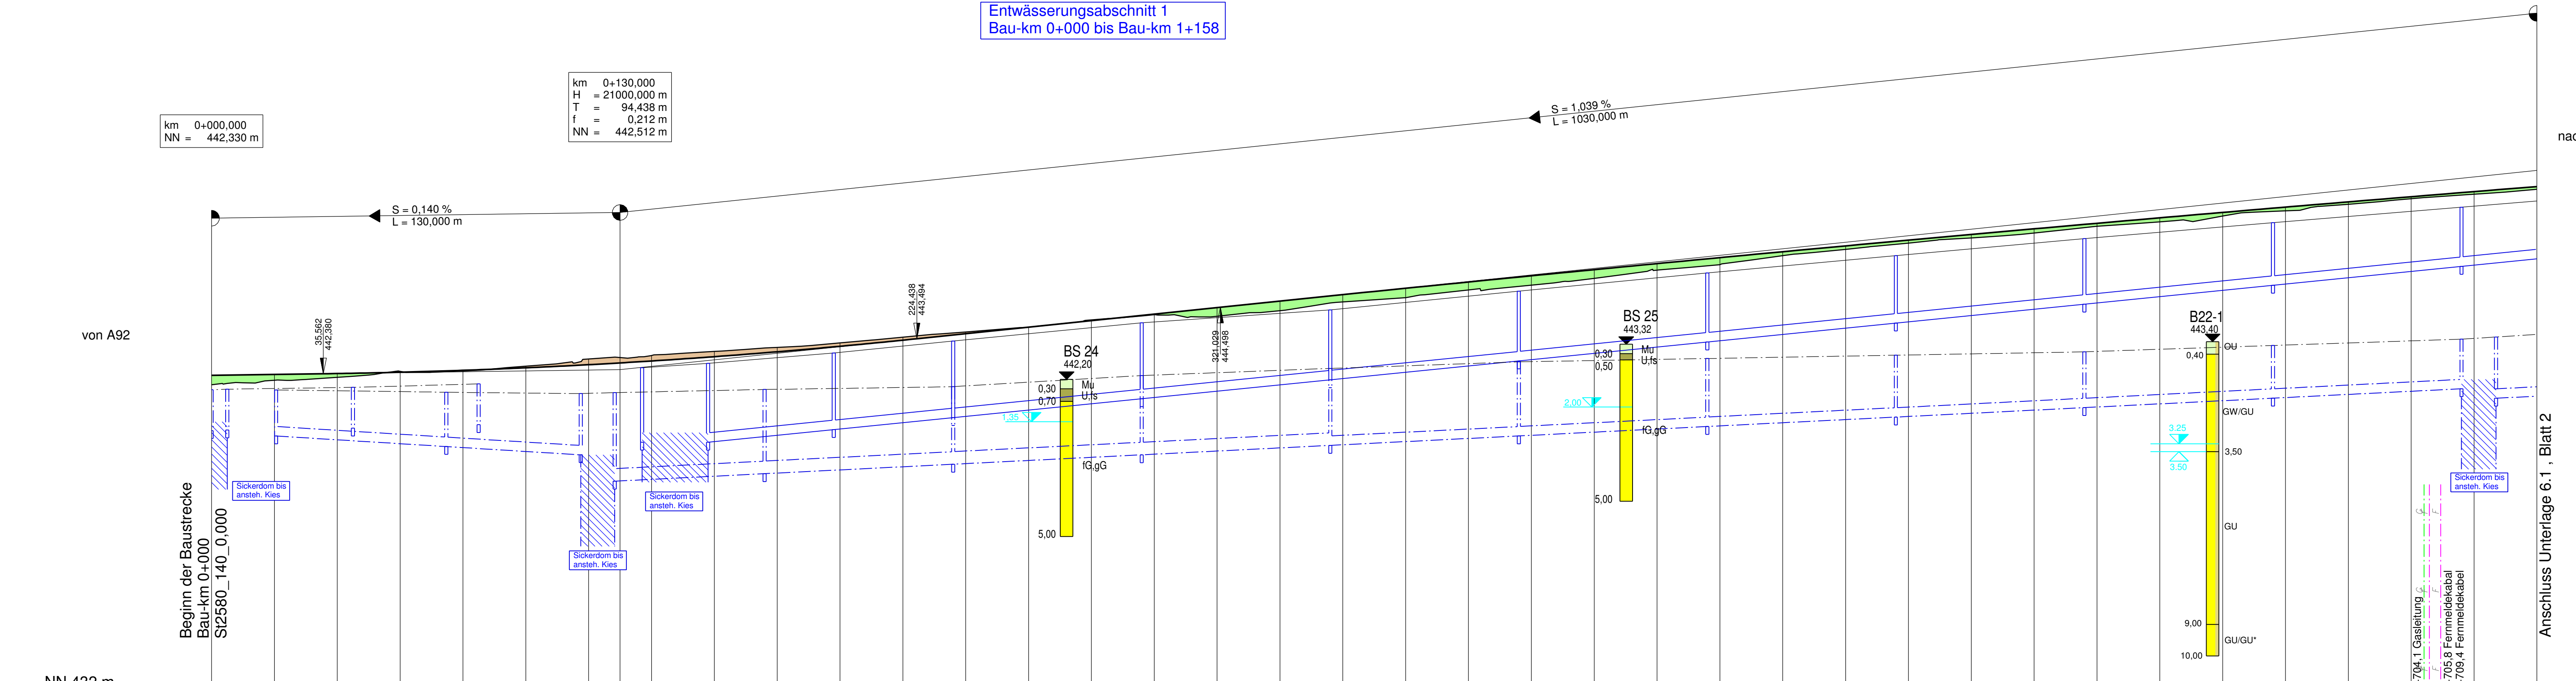 Entwässerungsabschnitt 1
Bau-km 0+000 bis Bau-km 1+158
km 0+130,000
H = 21000,000 m
T = 94,438 m
f = 0,212 m
NN = 442,512 m
km 0+000,000
NN = 442,330 m
S = 1,039 %
L = 1030,000 m
S = 0,140 %
L = 130,000 m
von A92
35,562
442,380
224,438
443,494
321,029
444,498
BS 24
442,20
0,30
Mu
U,fs
0,70
1,35
fG,gG
5,00
BS 25
443,32
0,30
Mu
U,fs
0,50
2,00
fG,gG
5,00
B22-1
443,40
OU
0,40
GW/GU
3,25
3,50
3,50
GU
9,00
GU/GU*
10,00
Sickerdom bis
ansteh. Kies
Sickerdom bis
ansteh. Kies
Sickerdom bis
ansteh. Kies
Sickerdom bis
ansteh. Kies
Beginn der Baustrecke
Bau-km 0+000
St2580_140_0,000
G
F
G
F
704,1 Gasleitung
705,8 Fernmeldekabal
709,4 Fernmeldekabel
Anschluss Unterlage 6.1 , Blatt 2